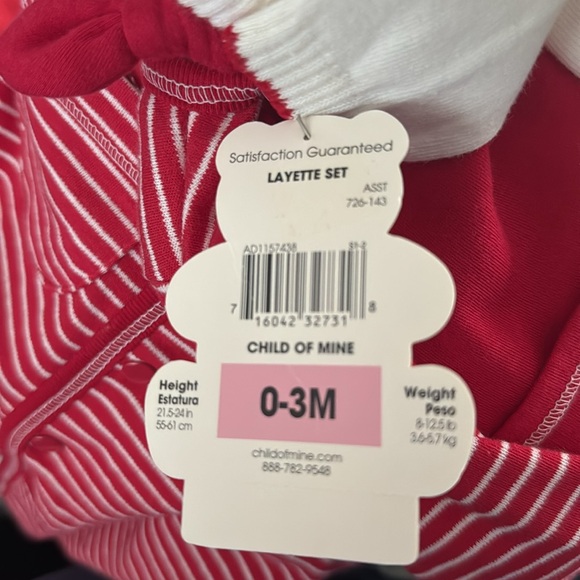 Satisfaction Guaranteed
LAYETTE SET
ASST
726-143
AD1157438 S1-2
7 16042 32731 8
CHILD OF MINE
Height
Estatura
21.5-24 in
55-61 cm
0-3M
Weight
Peso
8-12.5 lb
3.6-5.7 kg
childofmine.com
888-782-9548